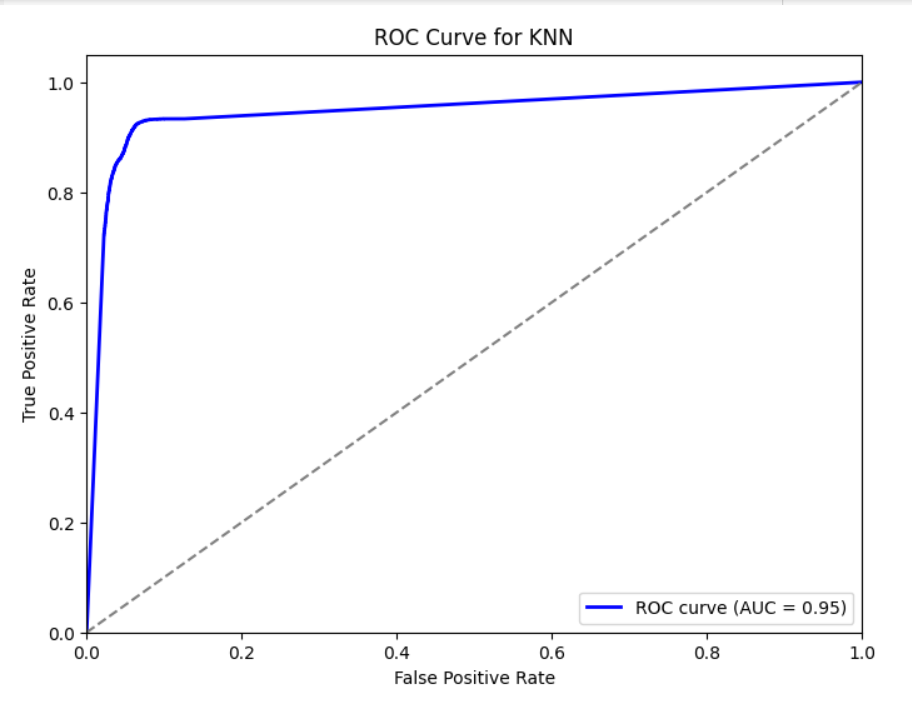 ROC Curve for KNN
1.0
0.8
0.6
0.4
0.2
0.0
True Positive Rate
ROC curve (AUC = 0.95)
0.0 0.2 0.4 0.6 0.8 1.0
False Positive Rate